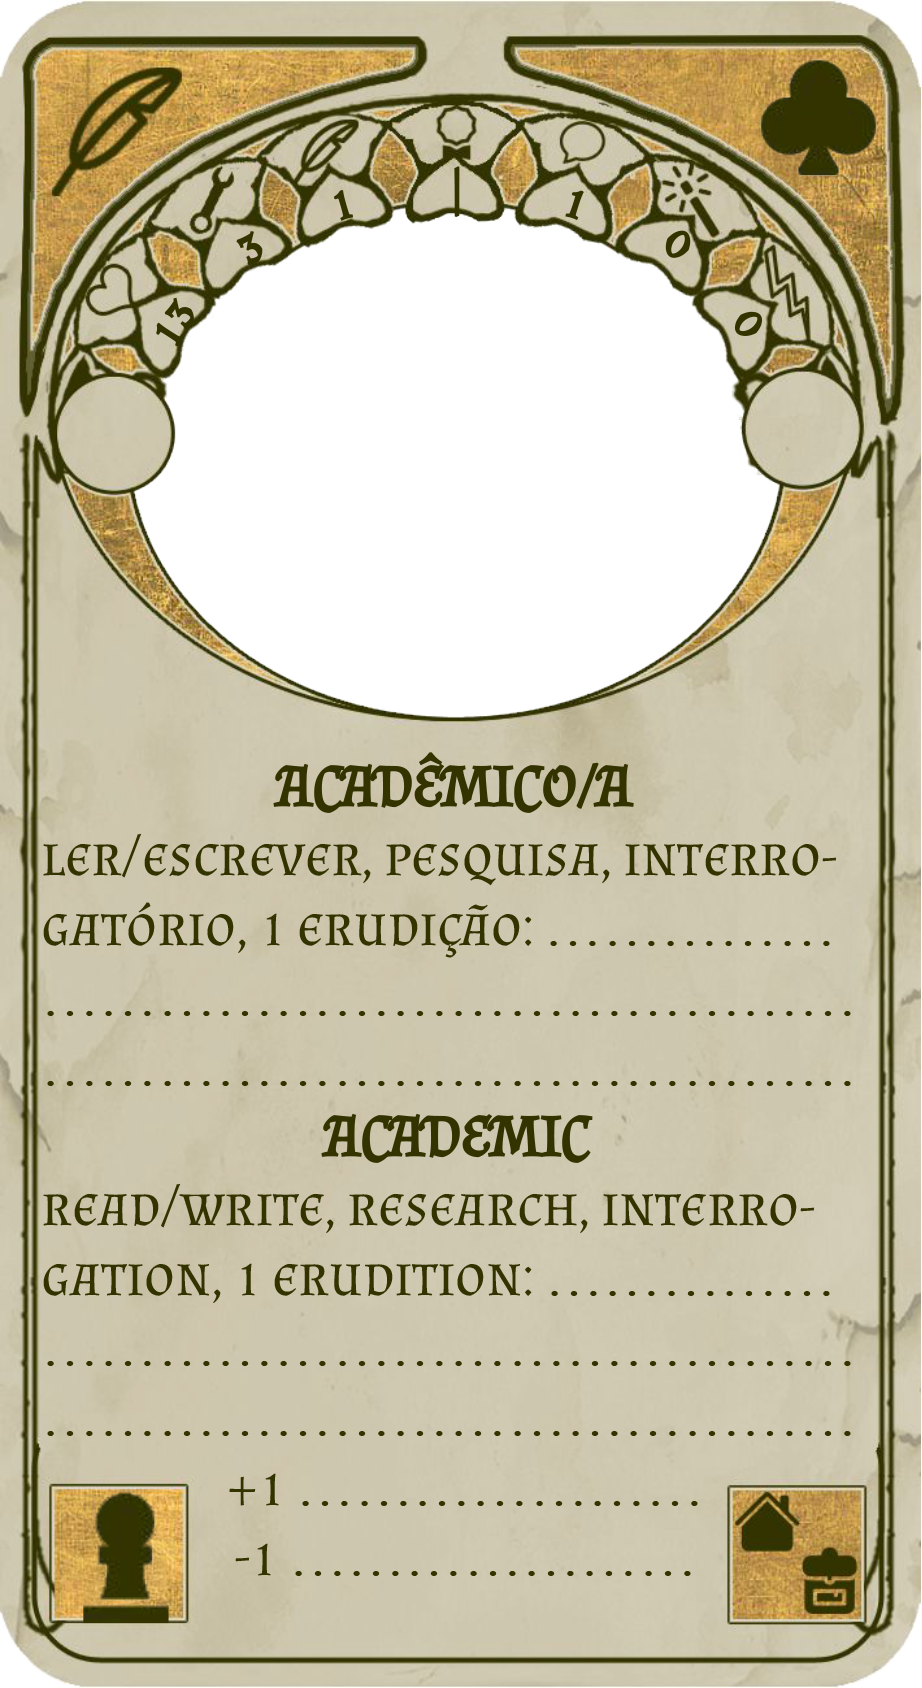 13 3 1 | 1 0 0
ACADÊMICO/A
LER/ESCREVER, PESQUISA, INTERRO-
GATÓRIO, 1 ERUDIÇÃO: ...............
..........................................
..........................................
ACADEMIC
READ/WRITE, RESEARCH, INTERRO-
GATION, 1 ERUDITION: ...............
..........................................
..........................................
+1 .....................
-1 .....................